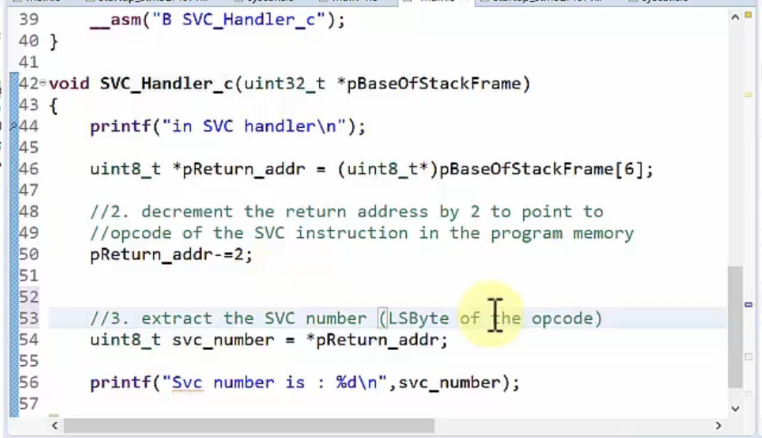 39 __asm("B SVC_Handler_c");
40 }
41
42 void SVC_Handler_c(uint32_t *pBaseOfStackFrame)
43 {
44 printf("in SVC handler\n");
45
46 uint8_t *pReturn_addr = (uint8_t*)pBaseOfStackFrame[6];
47
48 //2. decrement the return address by 2 to point to
49 //opcode of the SVC instruction in the program memory
50 pReturn_addr-=2;
51
52
53 //3. extract the SVC number (LSByte of the opcode)
54 uint8_t svc_number = *pReturn_addr;
55
56 printf("Svc number is : %d\n",svc_number);
57